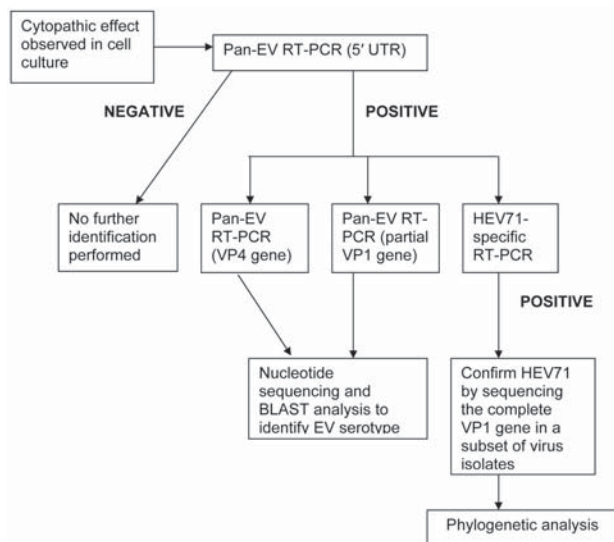 Cytopathic effect
observed in cell
culture
Pan-EV RT-PCR (5′ UTR)
NEGATIVE
POSITIVE
No further
identification
performed
Pan-EV
RT-PCR
(VP4 gene)
Pan-EV RT-
PCR (partial
VP1 gene)
HEV71-
specific
RT-PCR
POSITIVE
Nucleotide
sequencing and
BLAST analysis to
identify EV serotype
Confirm HEV71
by sequencing
the complete
VP1 gene in a
subset of virus
isolates
Phylogenetic analysis